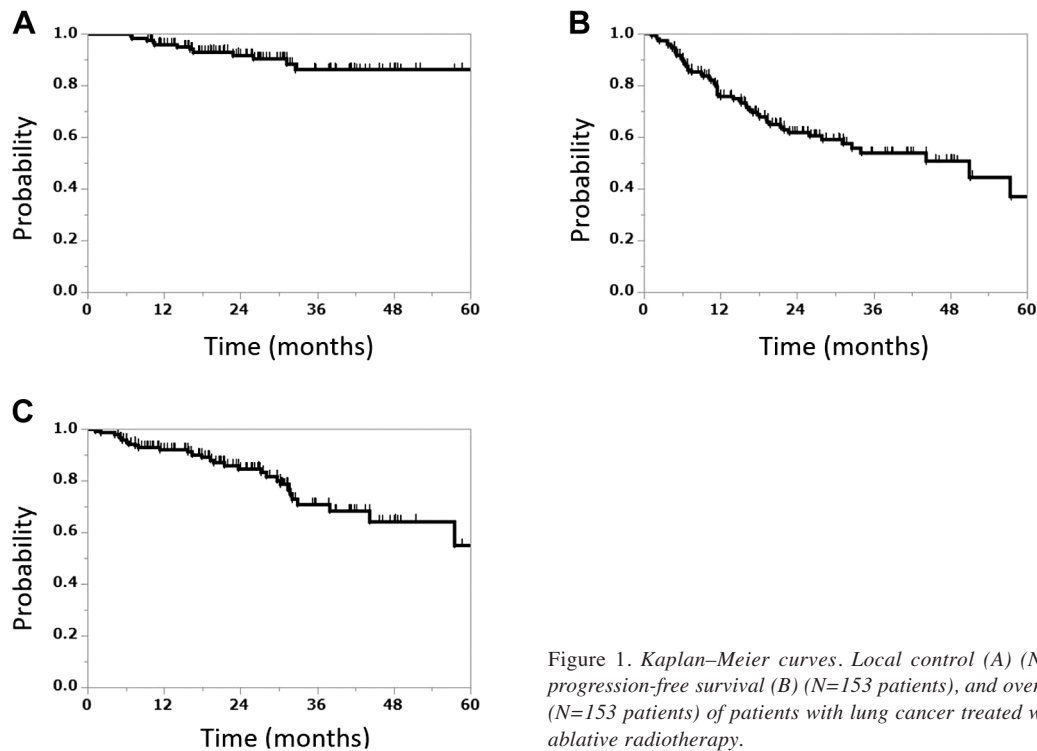 A
1.0
0.8
0.6
0.4
0.2
0.0
Probability
0 12 24 36 48 60
Time (months)
B
1.0
0.8
0.6
0.4
0.2
0.0
Probability
0 12 24 36 48 60
Time (months)
C
1.0
0.8
0.6
0.4
0.2
0.0
Probability
0 12 24 36 48 60
Time (months)
Figure 1. Kaplan–Meier curves. Local control (A) (N
progression-free survival (B) (N=153 patients), and over
(N=153 patients) of patients with lung cancer treated w
ablative radiotherapy.